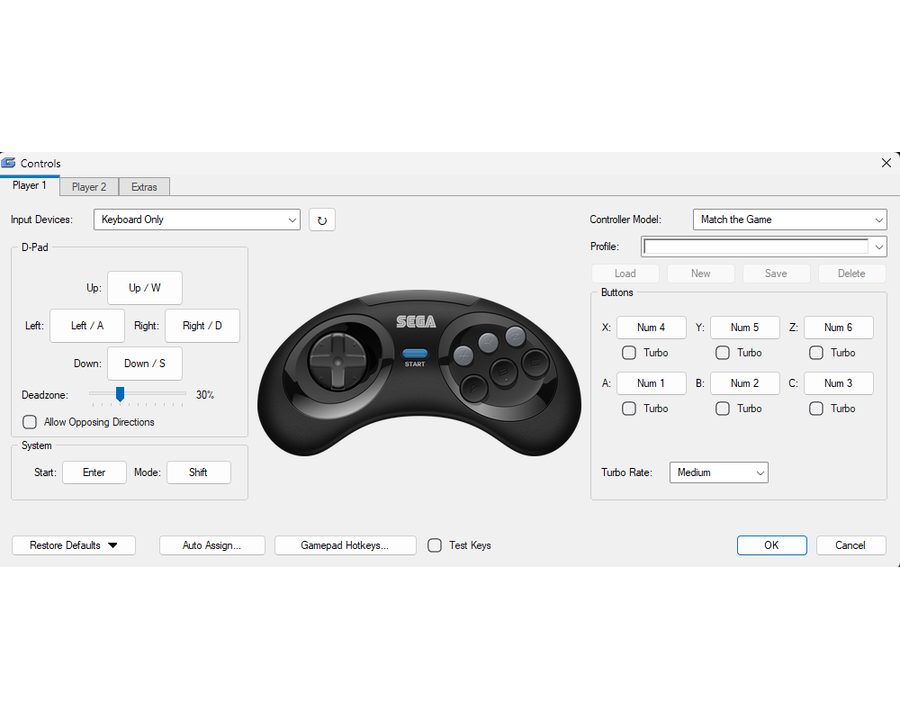 Controls
Player 1 Player 2 Extras
Input Devices: Keyboard Only ↻ Controller Model: Match the Game
Profile:
D-Pad
Load New Save Delete
Up: Up / W
Buttons
Left: Left / A Right: Right / D
SEGA
START
X: Num 4 Y: Num 5 Z: Num 6
Turbo Turbo Turbo
Down: Down / S
A: Num 1 B: Num 2 C: Num 3
Deadzone: 30%
Turbo Turbo Turbo
Allow Opposing Directions
System
Start: Enter Mode: Shift
Turbo Rate: Medium
Restore Defaults Auto Assign... Gamepad Hotkeys... Test Keys OK Cancel